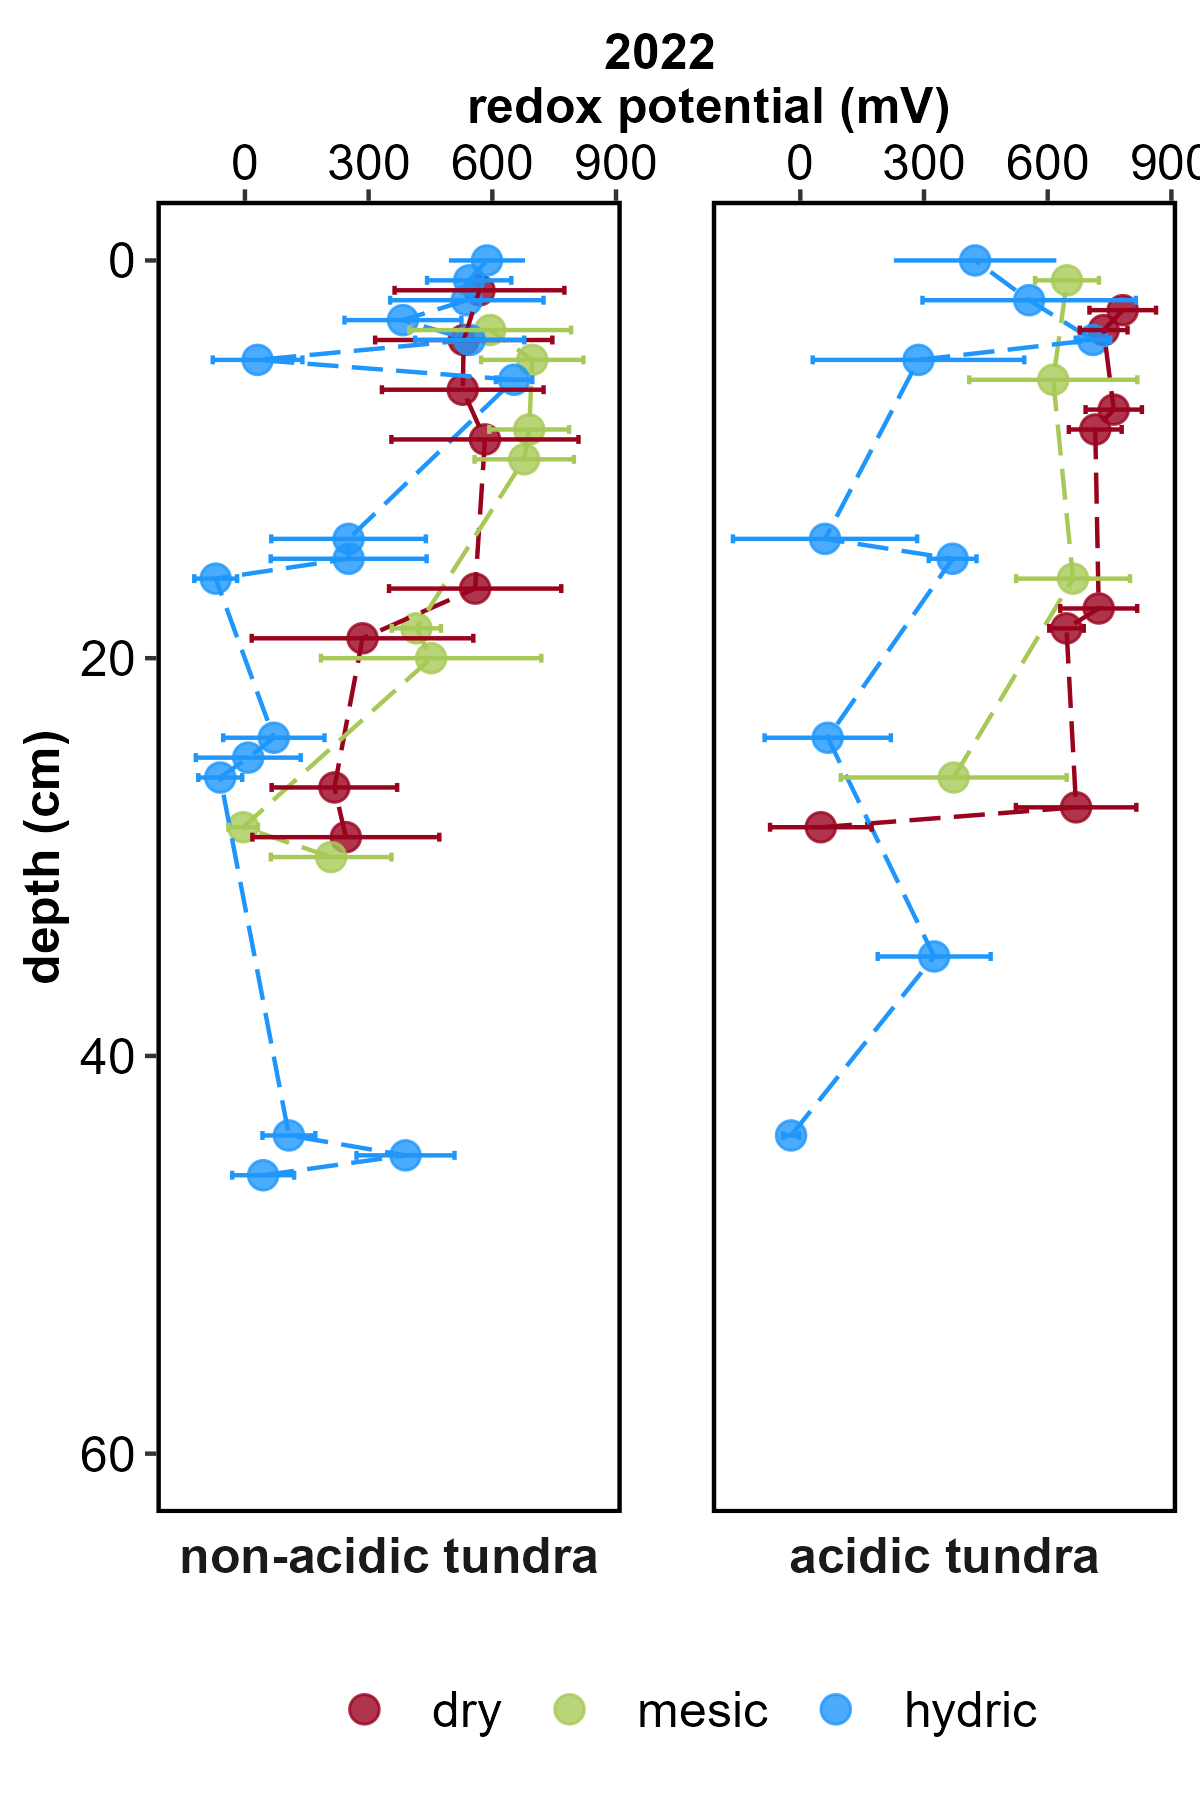 2022
redox potential (mV)
0 300 600 900 0 300 600 900
0
20
40
60
depth (cm)
non-acidic tundra acidic tundra
dry mesic hydric